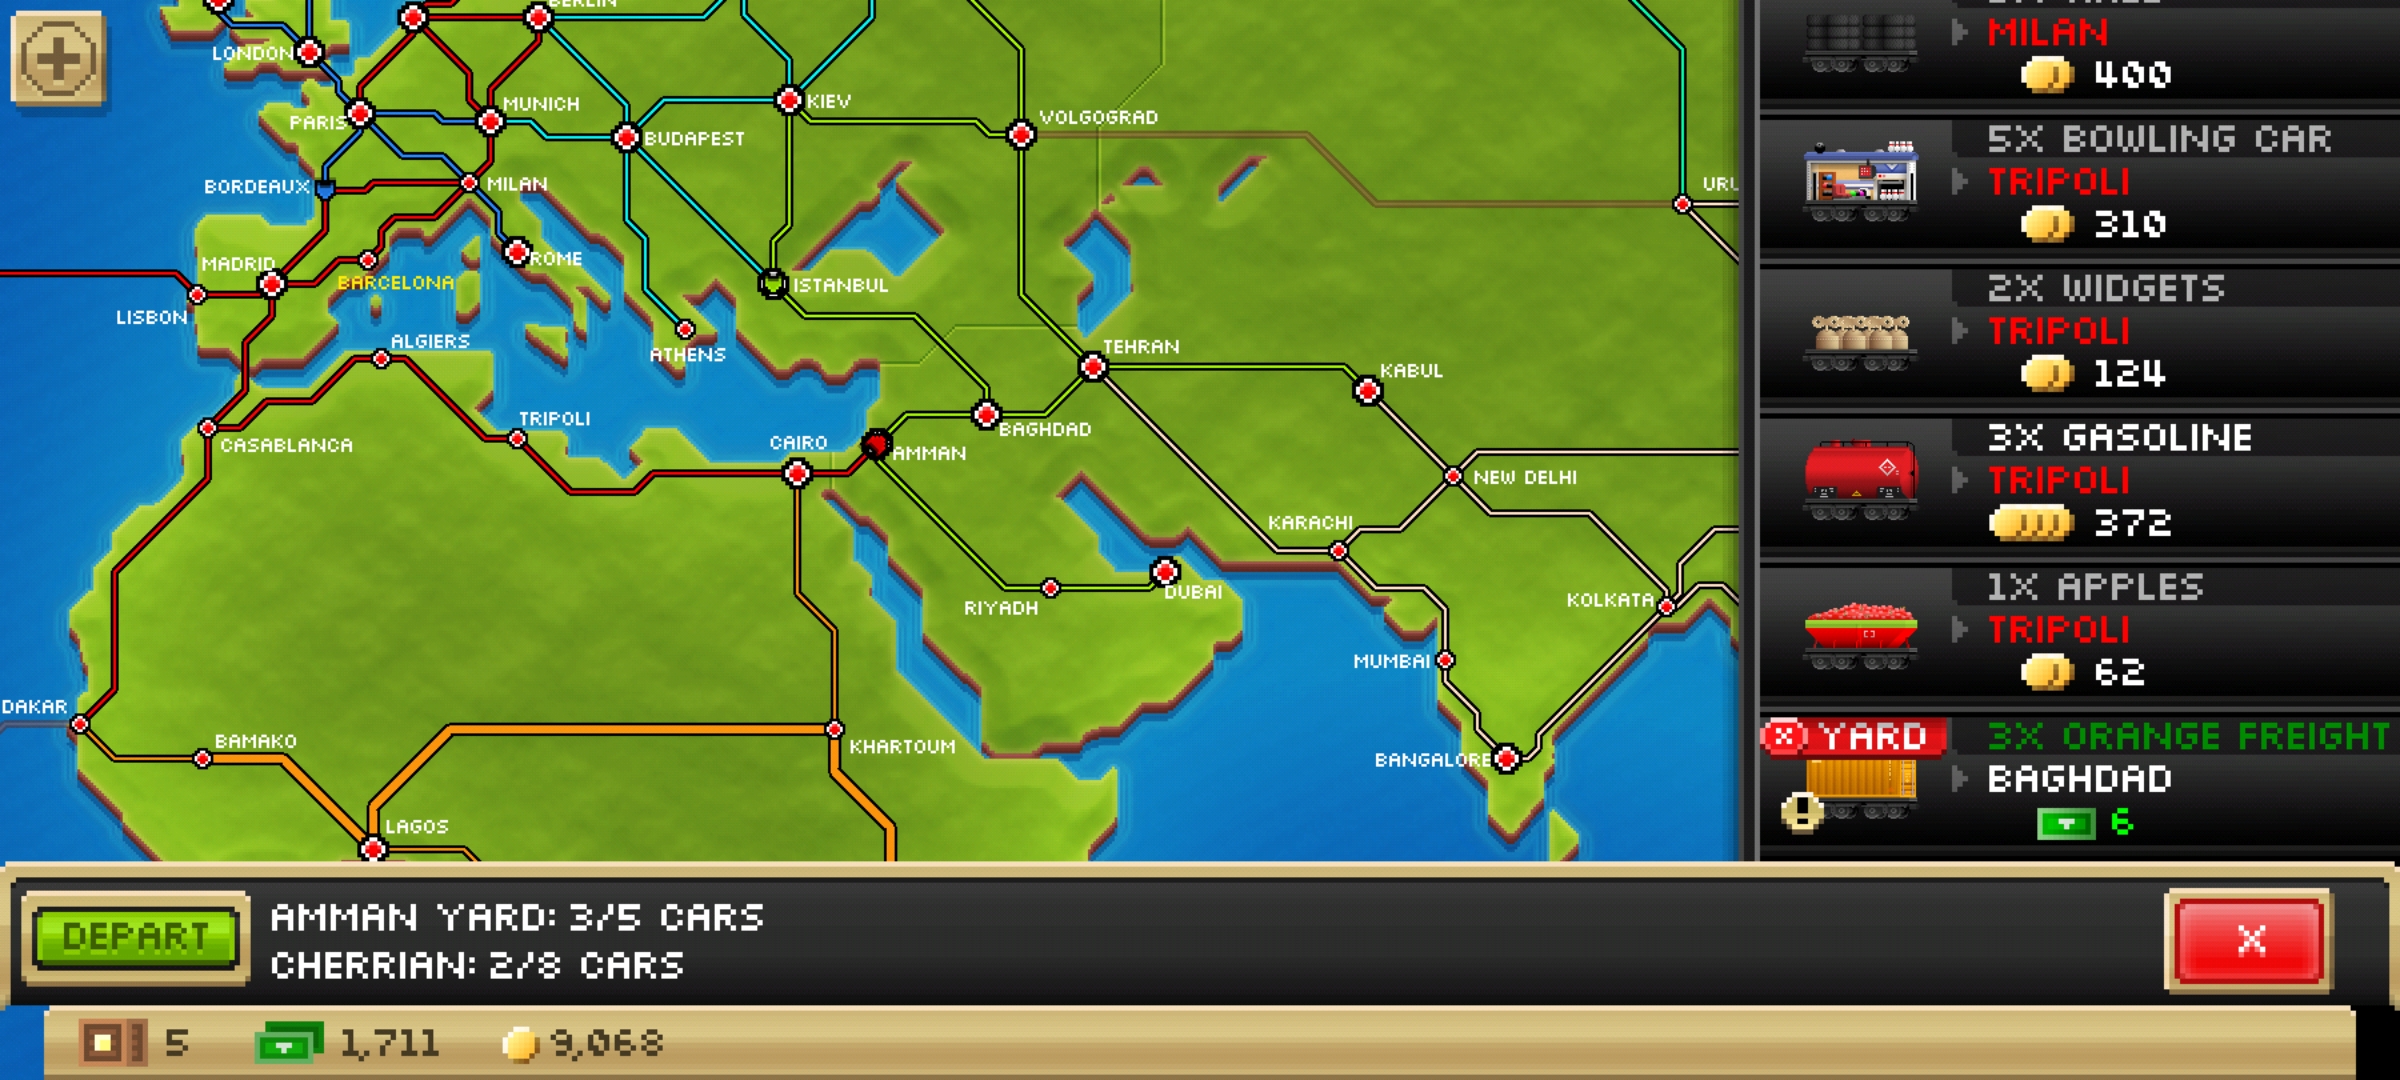 BERLIN
LONDON
PARIS
MUNICH
KIEV
BUDAPEST
VOLGOGRAD
BORDEAUX
MILAN
MADRID
ROME
BARCELONA
LISBON
ISTANBUL
ALGIERS
ATHENS
TEHRAN
KABUL
TRIPOLI
CASABLANCA
CAIRO
AMMAN
BAGHDAD
NEW DELHI
KARACHI
RIYADH
DUBAI
KOLKATA
MUMBAI
DAKAR
BAMAKO
KHARTOUM
BANGALORE
LAGOS
MILAN
400
5X BOWLING CAR
TRIPOLI
310
2X WIDGETS
TRIPOLI
124
3X GASOLINE
TRIPOLI
372
1X APPLES
TRIPOLI
62
YARD
3X ORANGE FREIGHT
BAGHDAD
6
DEPART
AMMAN YARD: 3/5 CARS
CHERRIAN: 2/8 CARS
X
5
1,711
9,068